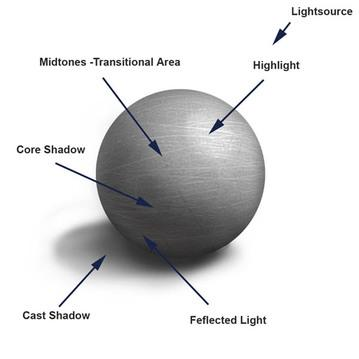 Lightsource
Midtones -Transitional Area
Highlight
Core Shadow
Cast Shadow
Feflected Light